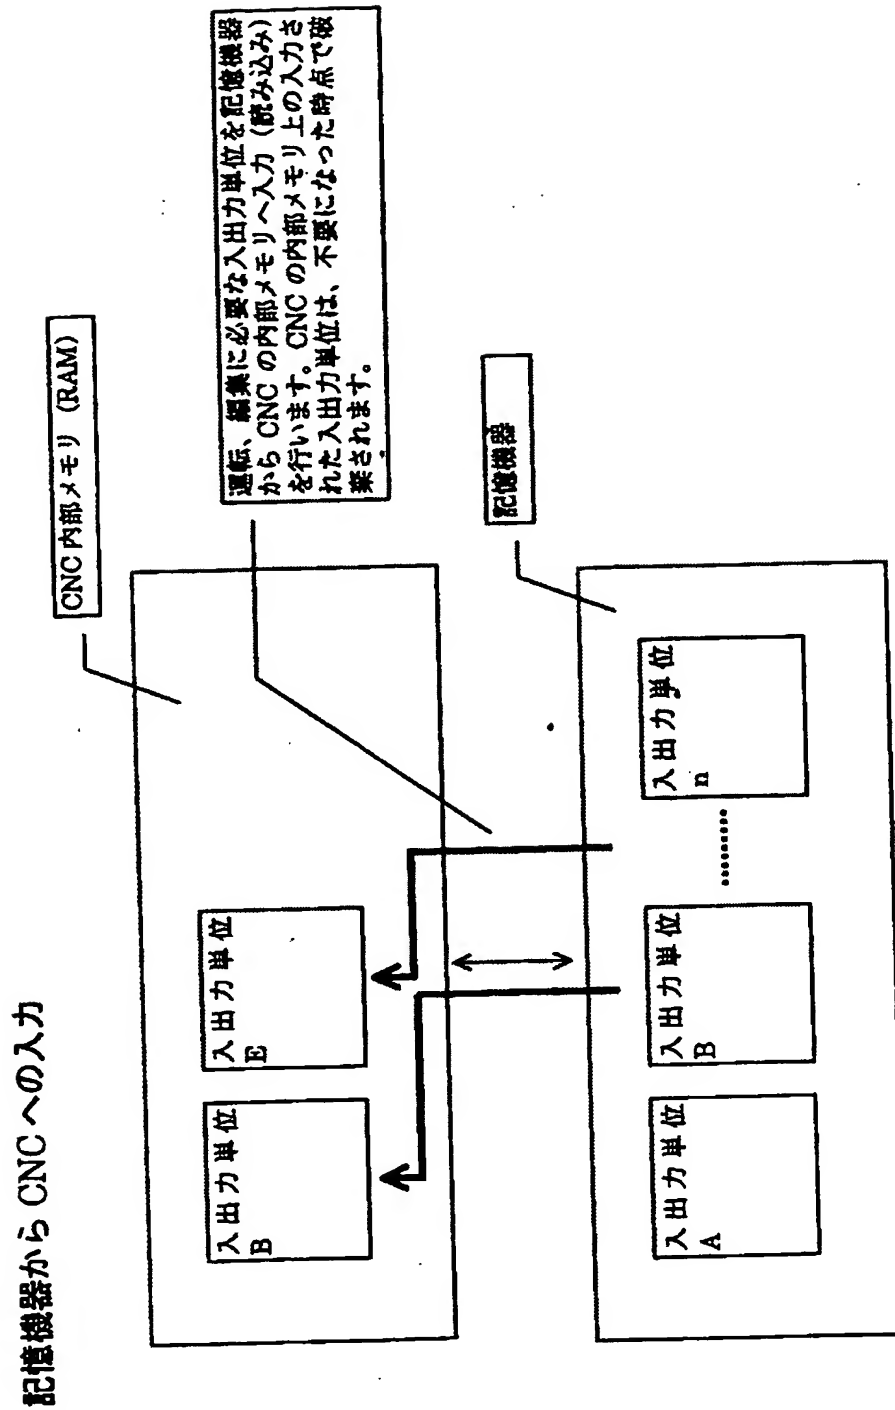 記憶機器から CNC への入力
CNC 内部メモリ (RAM)
入出力単位
B
入出力単位
E
運転、編集に必要な入出力単位を記憶機器
から CNC の内部メモリへ入力（読み込み）
を行います。CNC の内部メモリ上の入力さ
れた入出力単位は、不要になった時点で破
棄されます。
記憶機器
入出力単位
A
入出力単位
B
………
入出力単位
n